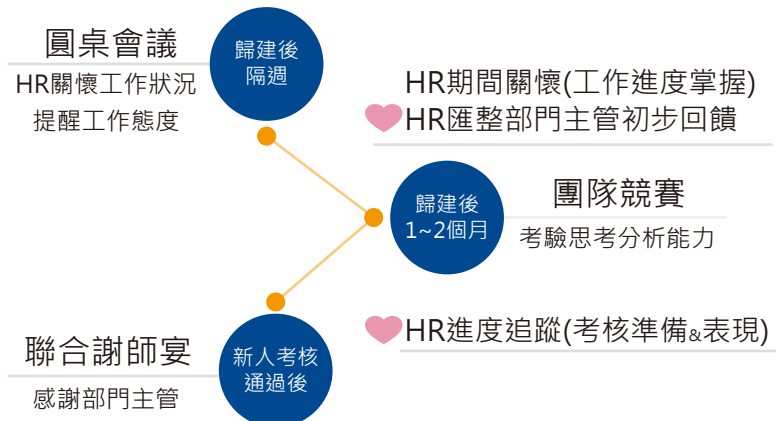 圓桌會議
HR關懷工作狀況
提醒工作態度
歸建後
隔週
HR期間關懷(工作進度掌握)
HR匯整部門主管初步回饋
歸建後
1~2個月
團隊競賽
考驗思考分析能力
HR進度追蹤(考核準備&表現)
聯合謝師宴
感謝部門主管
新人考核
通過後